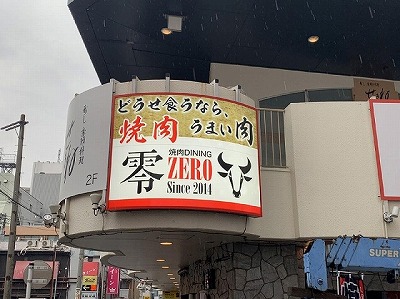 どうせ食うなら、
焼肉 うまい肉
零
焼肉DINING
ZERO
Since 2014
2F
SUPER